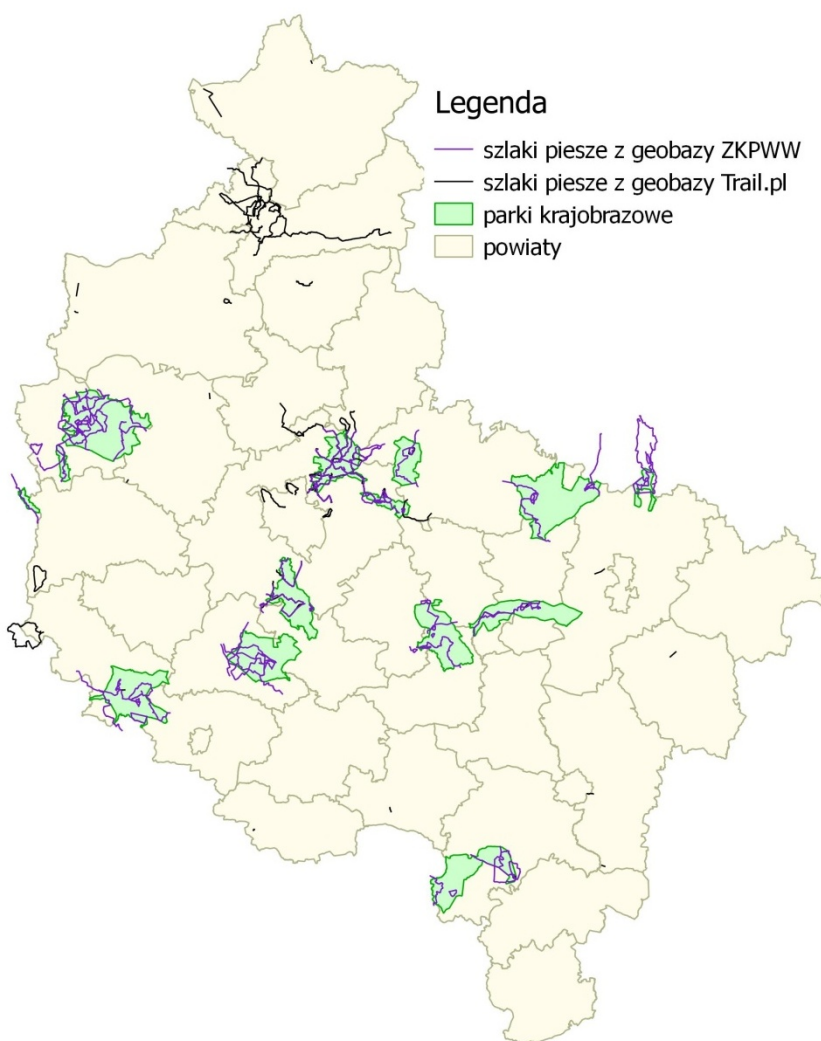 Legenda
szlaki piesze z geobazy ZKPWW
szlaki piesze z geobazy Trail.pl
parki krajobrazowe
powiaty